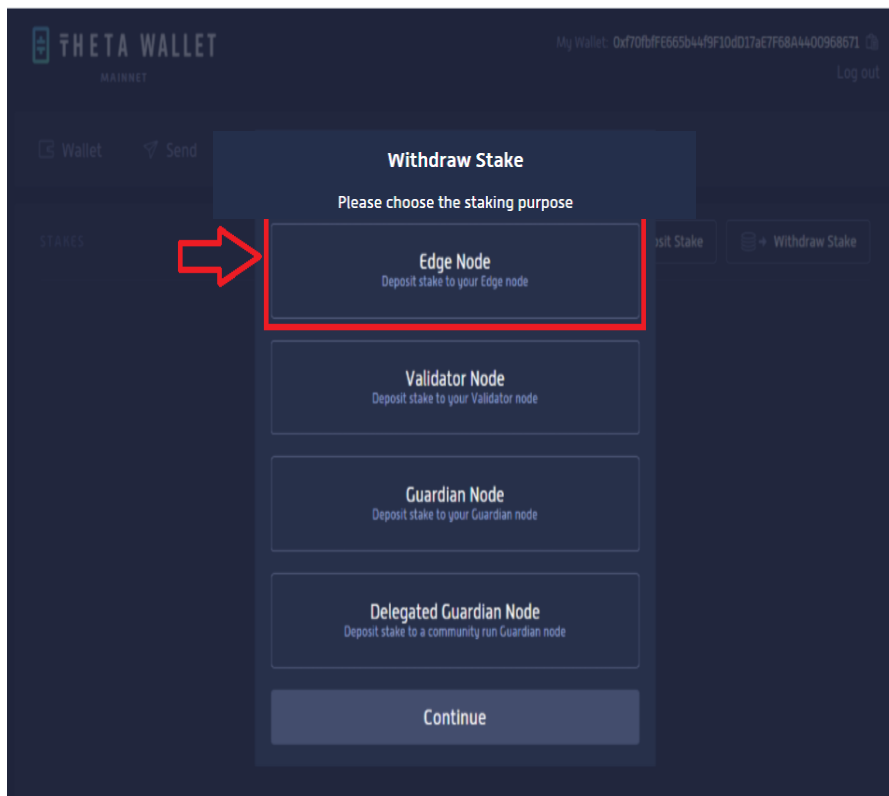 THETA WALLET
MAINNET
My Wallet: 0xf70fbfFE665b44f9F10dD17aE7F68A4400968671
Log out
Wallet
Send
Withdraw Stake
Please choose the staking purpose
STAKES
Stake
Withdraw Stake
Edge Node
Deposit stake to your Edge node
Validator Node
Deposit stake to your Validator node
Guardian Node
Deposit stake to your Guardian node
Delegated Guardian Node
Deposit stake to a community run Guardian node
Continue